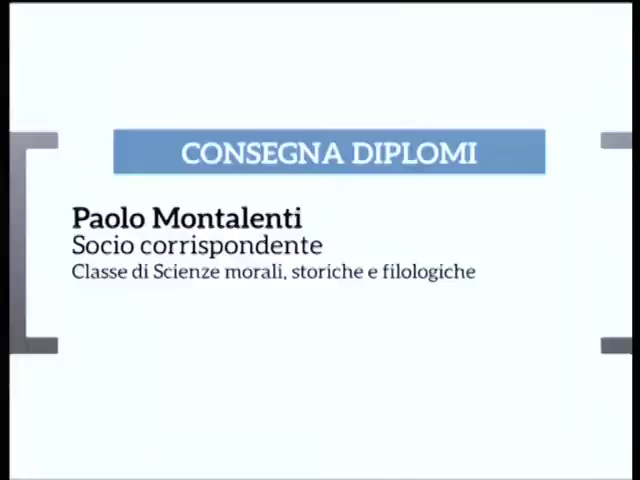 CONSEGNA DIPLOMI
Paolo Montalenti
Socio corrispondente
Classe di Scienze morali, storiche e filologiche